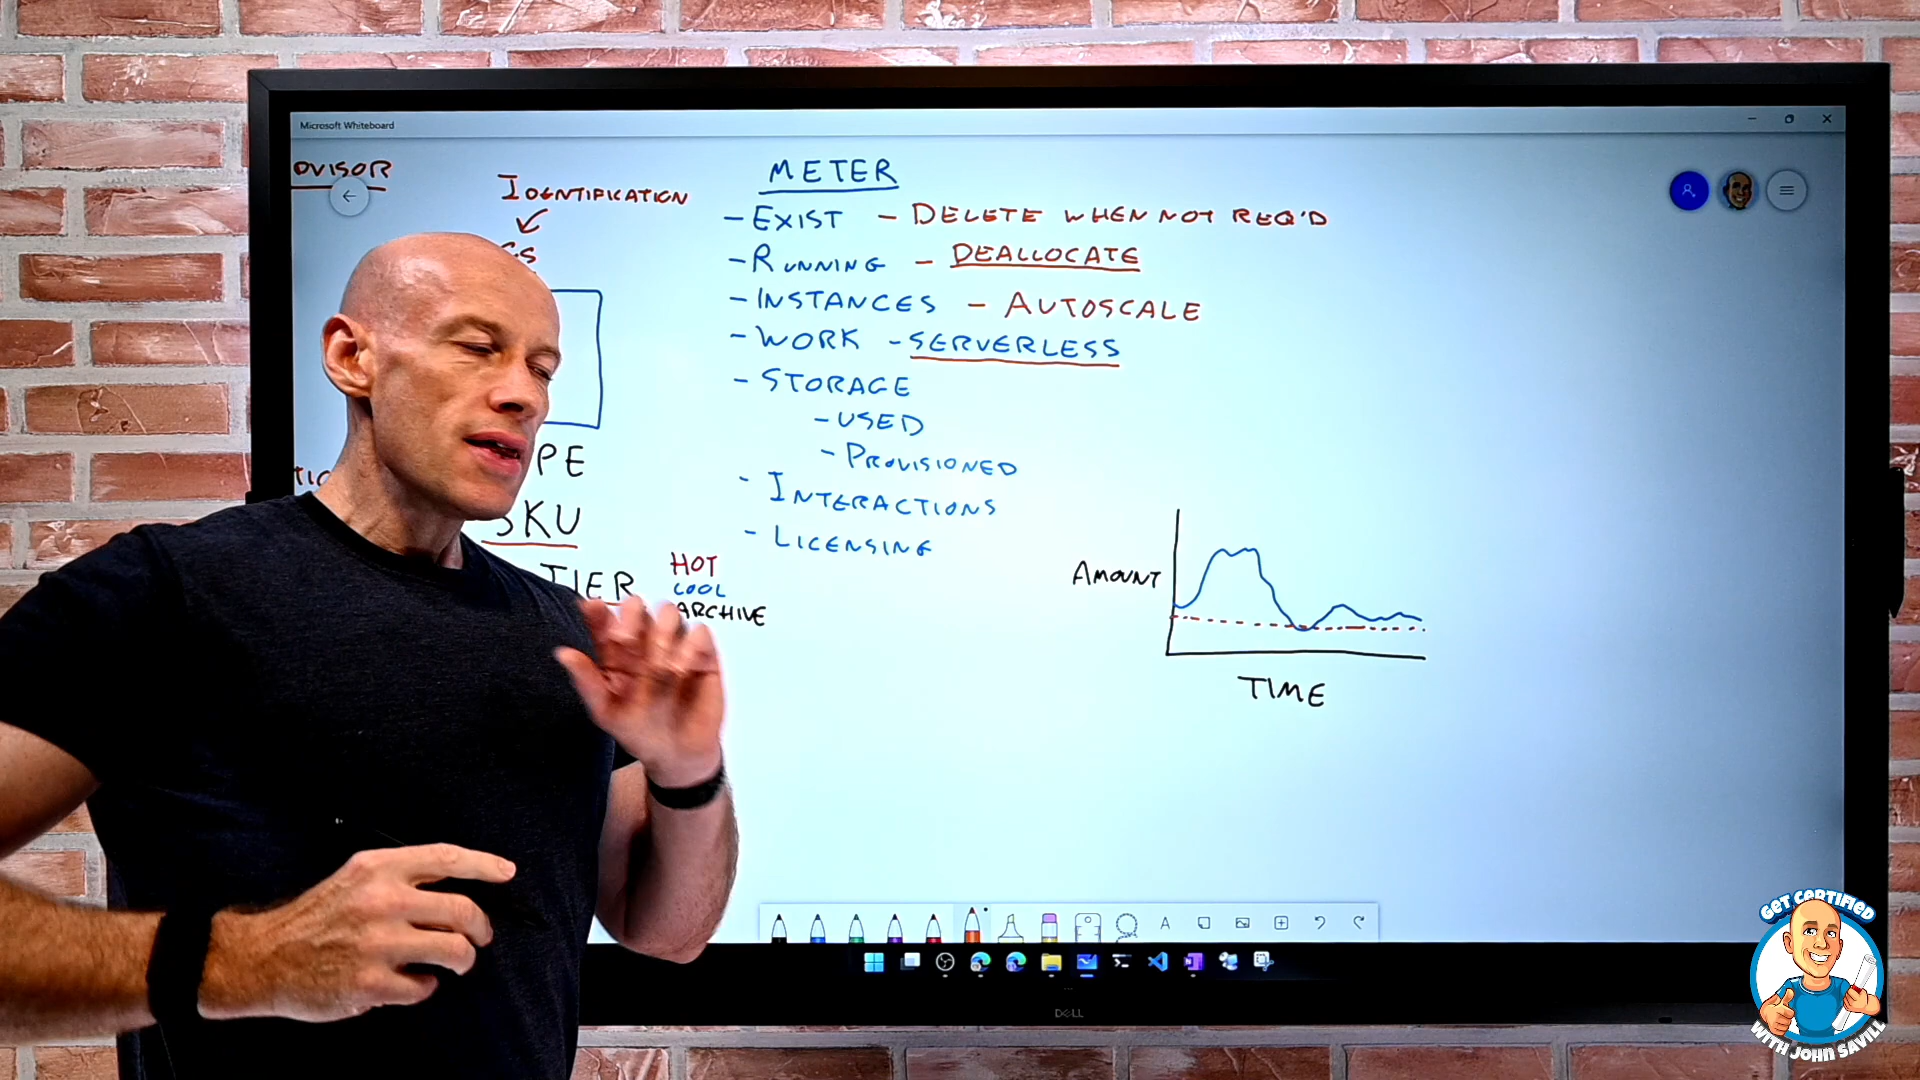 Microsoft Whiteboard
DVISOR
IDENTIFICATION
METER
- EXIST - DELETE WHEN NOT REQ'D
- RUNNING - DEALLOCATE
- INSTANCES - AUTOSCALE
- WORK - SERVERLESS
- STORAGE
- USED
- PROVISIONED
- INTERACTIONS
- LICENSING
PE
SKU
TIER
HOT
COOL
ARCHIVE
AMOUNT
TIME
DELL
GET CERTIFIED
WITH JOHN SAVILL